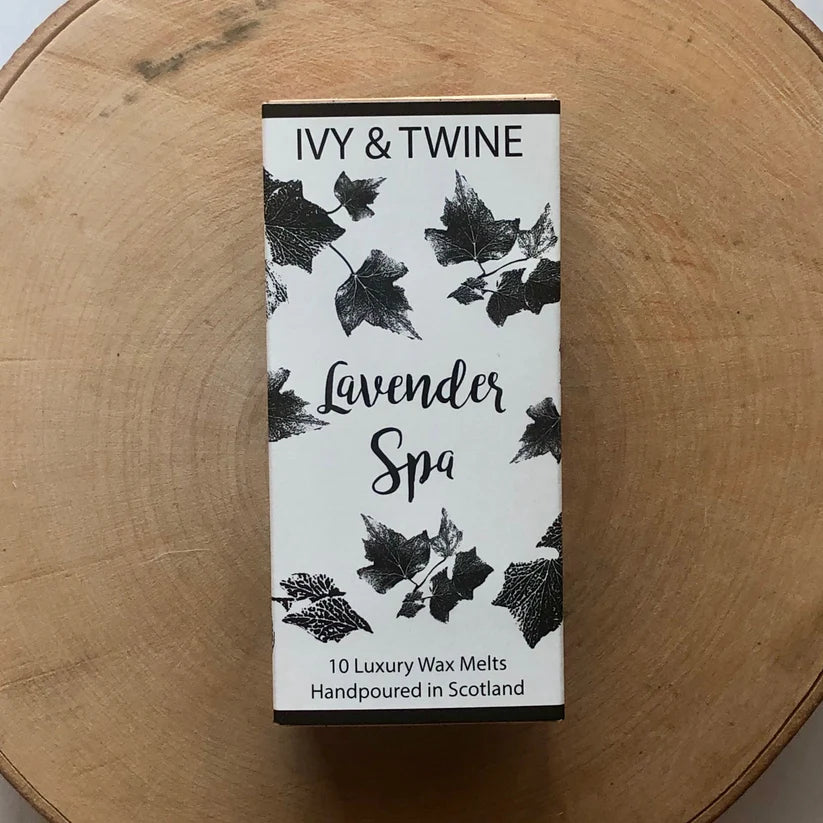 IVY & TWINE
Lavender
Spa
10 Luxury Wax Melts
Handpoured in Scotland